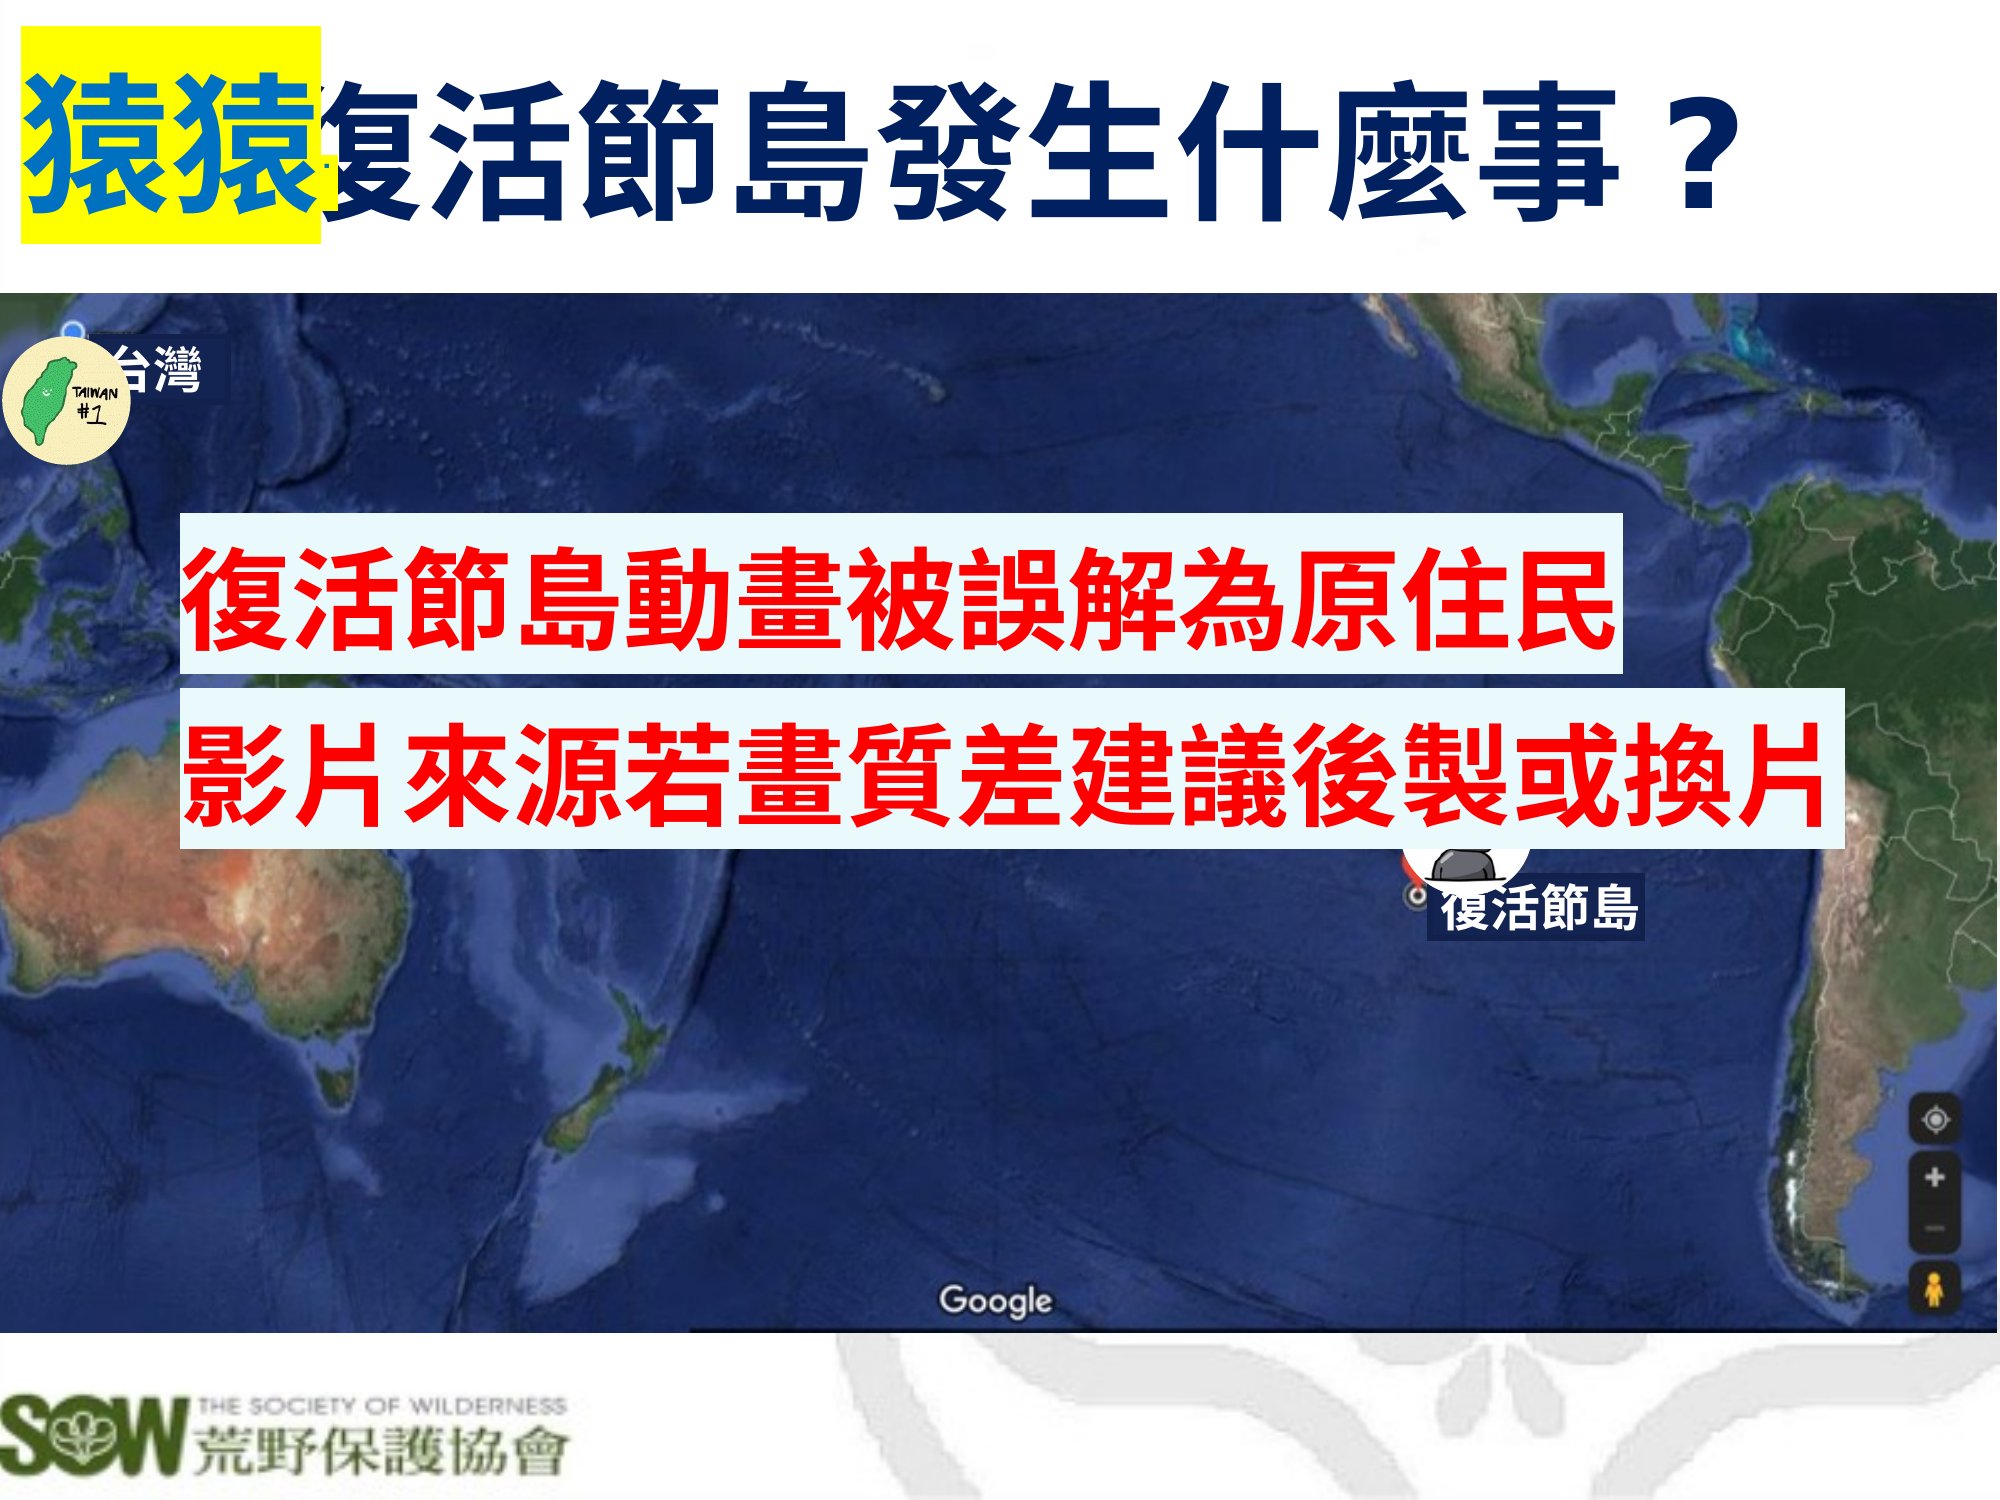 猿猿復活節島發生什麼事？
台灣
TAIWAN
#1
復活節島動畫被誤解為原住民
影片來源若畫質差建議後製或換片
復活節島
Google
SOW THE SOCIETY OF WILDERNESS
荒野保護協會